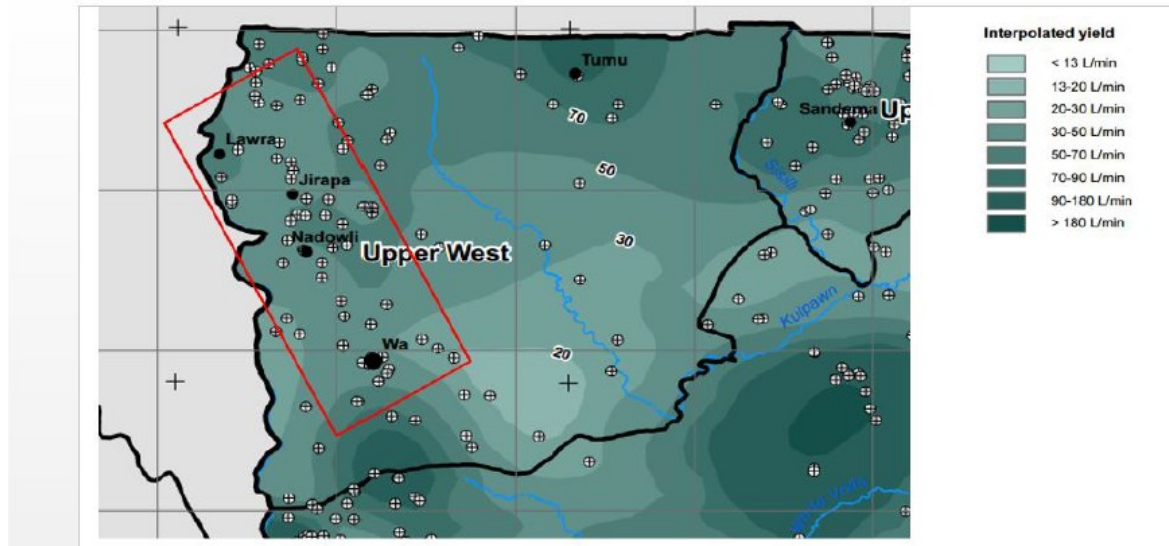 Tumu
70
Lawra
Sandema
Up
Jirapa
50
Sissili
Nadowli
Upper West
30
Kulpawn
20
Wa
Interpolated yield
< 13 L/min
13-20 L/min
20-30 L/min
30-50 L/min
50-70 L/min
70-90 L/min
90-180 L/min
> 180 L/min